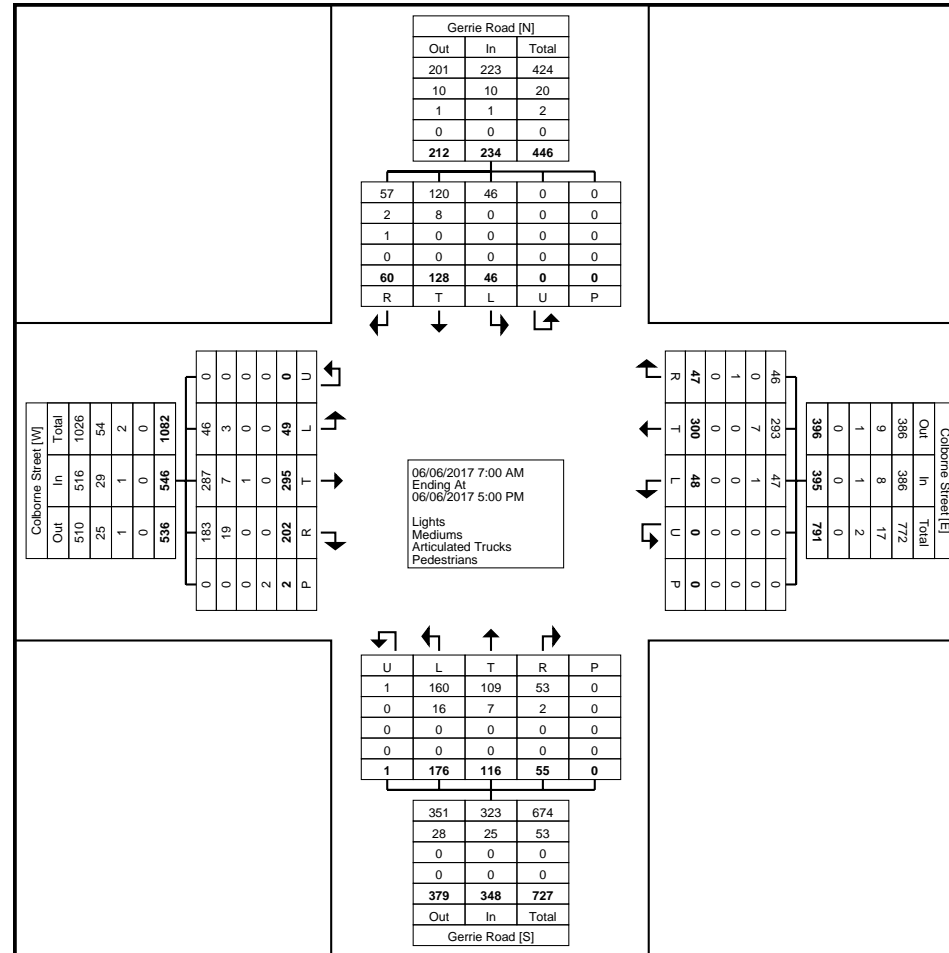 Gerrie Road [N]
Out In Total
201 223 424
10 10 20
1 1 2
0 0 0
212 234 446
57 120 46 0 0
2 8 0 0 0
1 0 0 0 0
0 0 0 0 0
60 128 46 0 0
R T L U P
Colborne Street [W]
Total 1026 54 2 0 1082
In 516 29 1 0 546
Out 510 25 1 0 536
0 0 0 0 0 U
46 3 0 0 49 L
287 7 1 0 295 T
183 19 0 0 202 R
0 0 0 2 2 P
06/06/2017 7:00 AM
Ending At
06/06/2017 5:00 PM
Lights
Mediums
Articulated Trucks
Pedestrians
R 47 0 1 0 46
T 300 0 0 7 293
L 48 0 0 1 47
U 0 0 0 0 0
P 0 0 0 0 0
396 0 1 9 386 Out
395 0 1 8 386 In
791 0 2 17 772 Total
Colborne Street [E]
U L T R P
1 160 109 53 0
0 16 7 2 0
0 0 0 0 0
0 0 0 0 0
1 176 116 55 0
351 323 674
28 25 53
0 0 0
0 0 0
379 348 727
Out In Total
Gerrie Road [S]